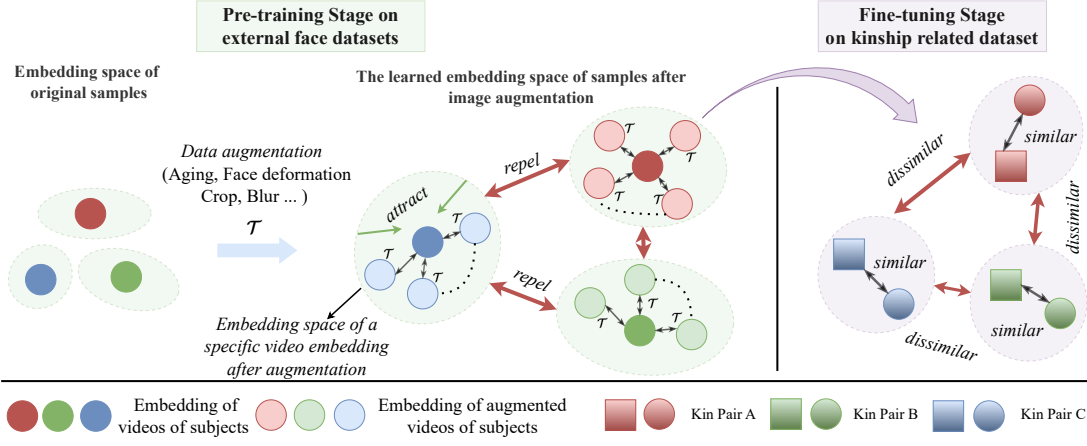 Pre-training Stage on
external face datasets
Fine-tuning Stage
on kinship related dataset
Embedding space of
original samples
The learned embedding space of samples after
image augmentation
Data augmentation
(Aging, Face deformation
Crop, Blur ... )
𝒯
attract
𝒯
𝒯
𝒯
Embedding space of a
specific video embedding
after augmentation
repel
repel
𝒯
𝒯
𝒯
𝒯
𝒯
𝒯
𝒯
similar
dissimilar
dissimilar
similar
similar
dissimilar
Embedding of
videos of subjects
Embedding of augmented
videos of subjects
Kin Pair A
Kin Pair B
Kin Pair C